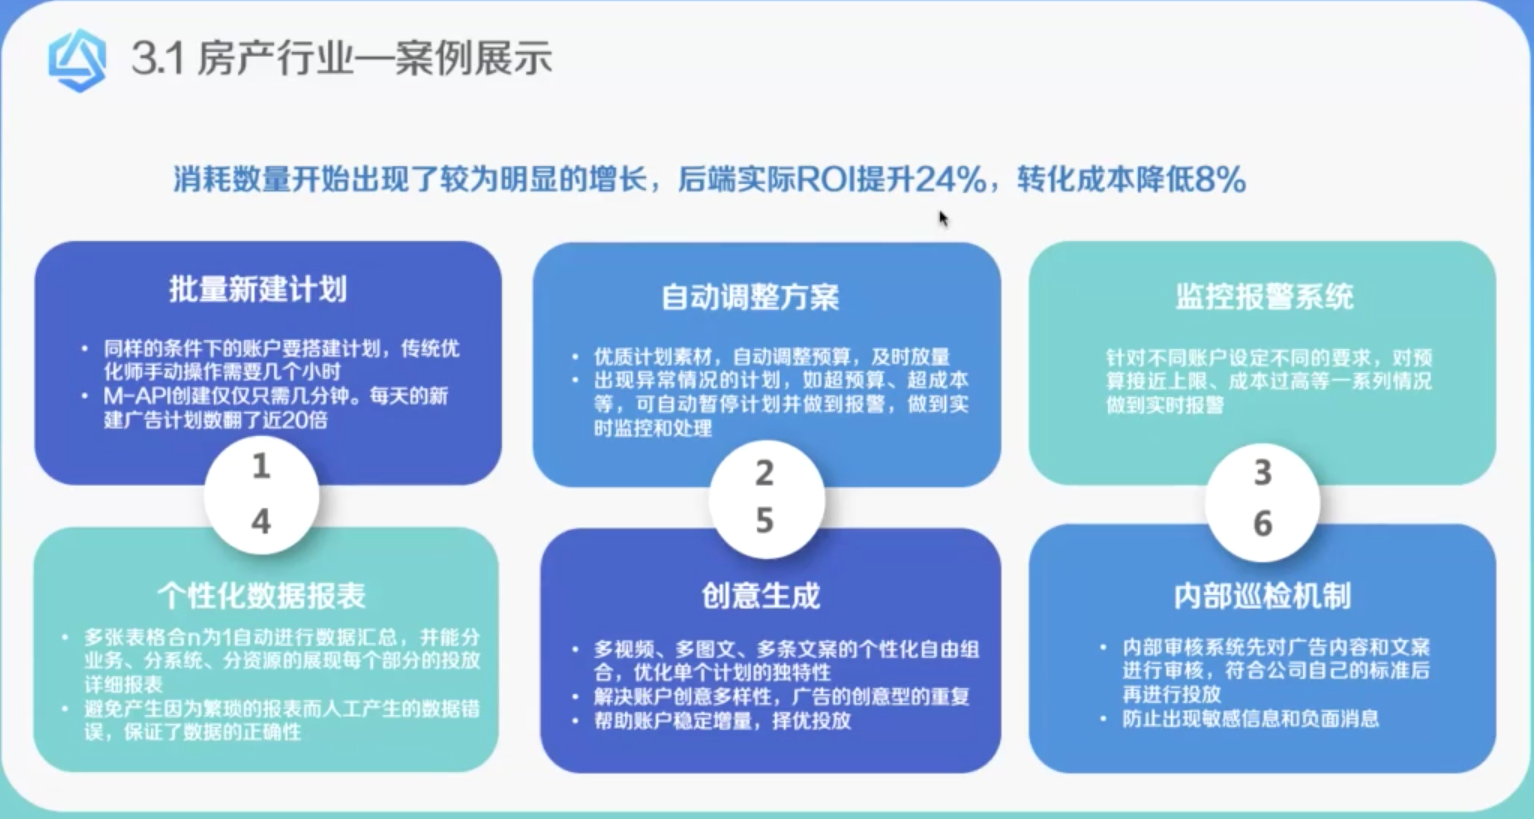 3.1 房产行业—案例展示
消耗数量开始出现了较为明显的增长，后端实际ROI提升24%，转化成本降低8%
批量新建计划
• 同样的条件下的账户要搭建计划，传统优
化师手动操作需要几个小时
• M-API创建仅仅只需几分钟。每天的新
建广告计划数翻了近20倍
1
自动调整方案
• 优质计划素材，自动调整预算，及时放量
• 出现异常情况的计划，如超预算、超成本
等，可自动暂停计划并做到报警，做到实
时监控和处理
2
监控报警系统
针对不同账户设定不同的要求，对预
算接近上限、成本过高等一系列情况
做到实时报警
3
4
个性化数据报表
• 多张表格合n为1自动进行数据汇总，并能分
业务、分系统、分资源的展现每个部分的投放
详细报表
• 避免产生因为繁琐的报表而人工产生的数据错
误，保证了数据的正确性
5
创意生成
• 多视频、多图文、多条文案的个性化自由组
合，优化单个计划的独特性
• 解决账户创意多样性，广告的创意型的重复
• 帮助账户稳定增量，择优投放
6
内部巡检机制
• 内部审核系统先对广告内容和文案
进行审核，符合公司自己的标准后
再进行投放
• 防止出现敏感信息和负面消息